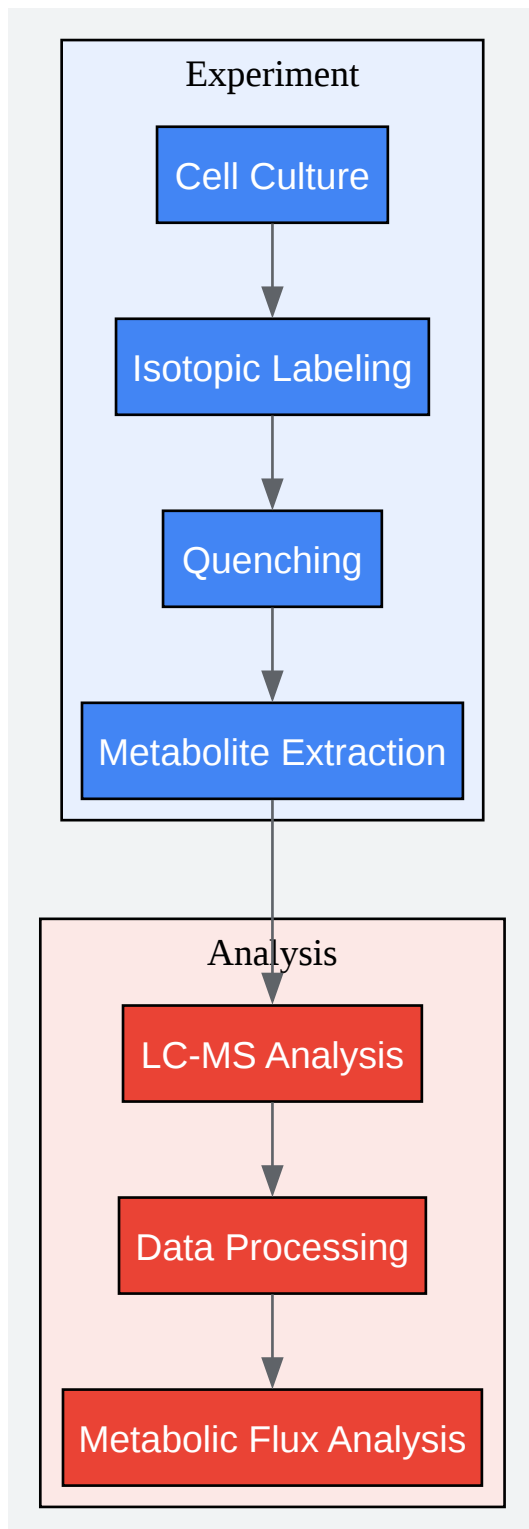 Experiment
Cell Culture
Isotopic Labeling
Quenching
Metabolite Extraction
Analysis
LC-MS Analysis
Data Processing
Metabolic Flux Analysis